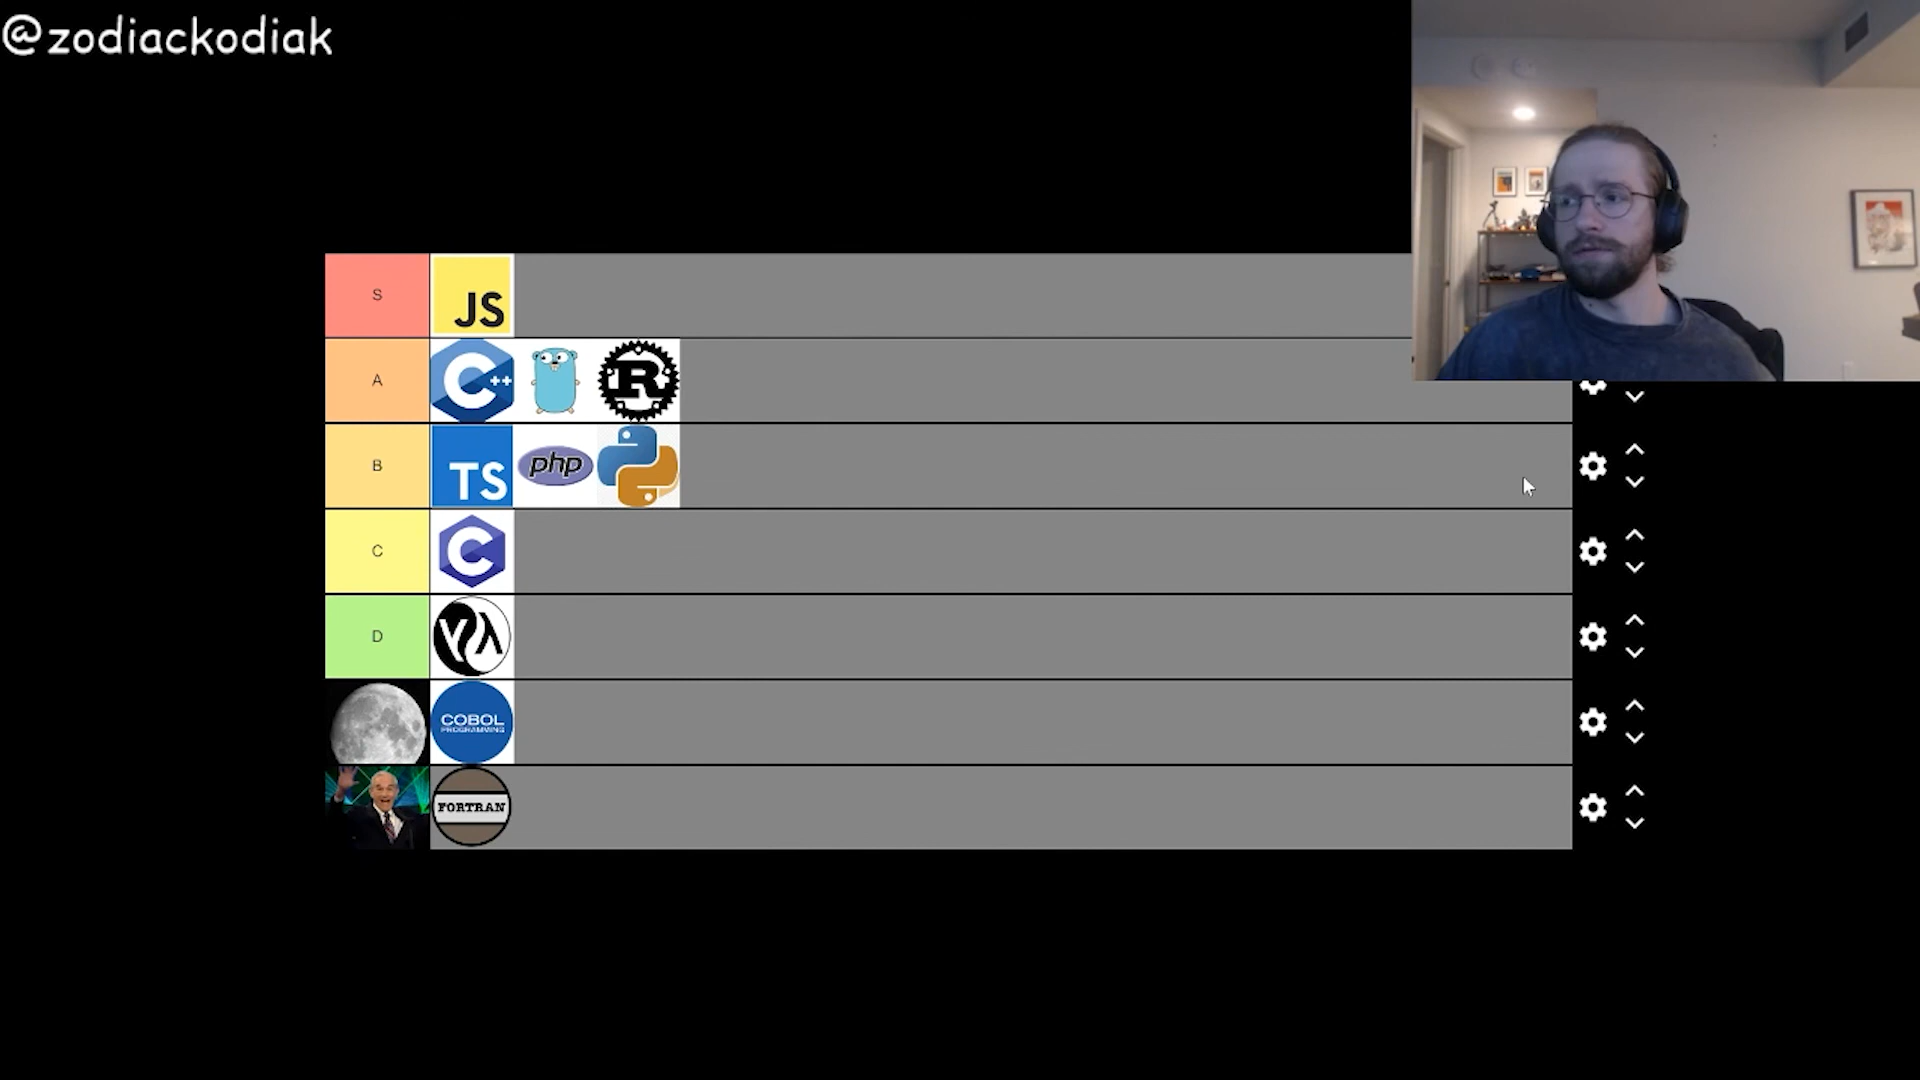 @zodiackodiak
S
JS
A
C++
R
B
TS
php
C
C
D
COBOL
PROGRAMMING
FORTRAN